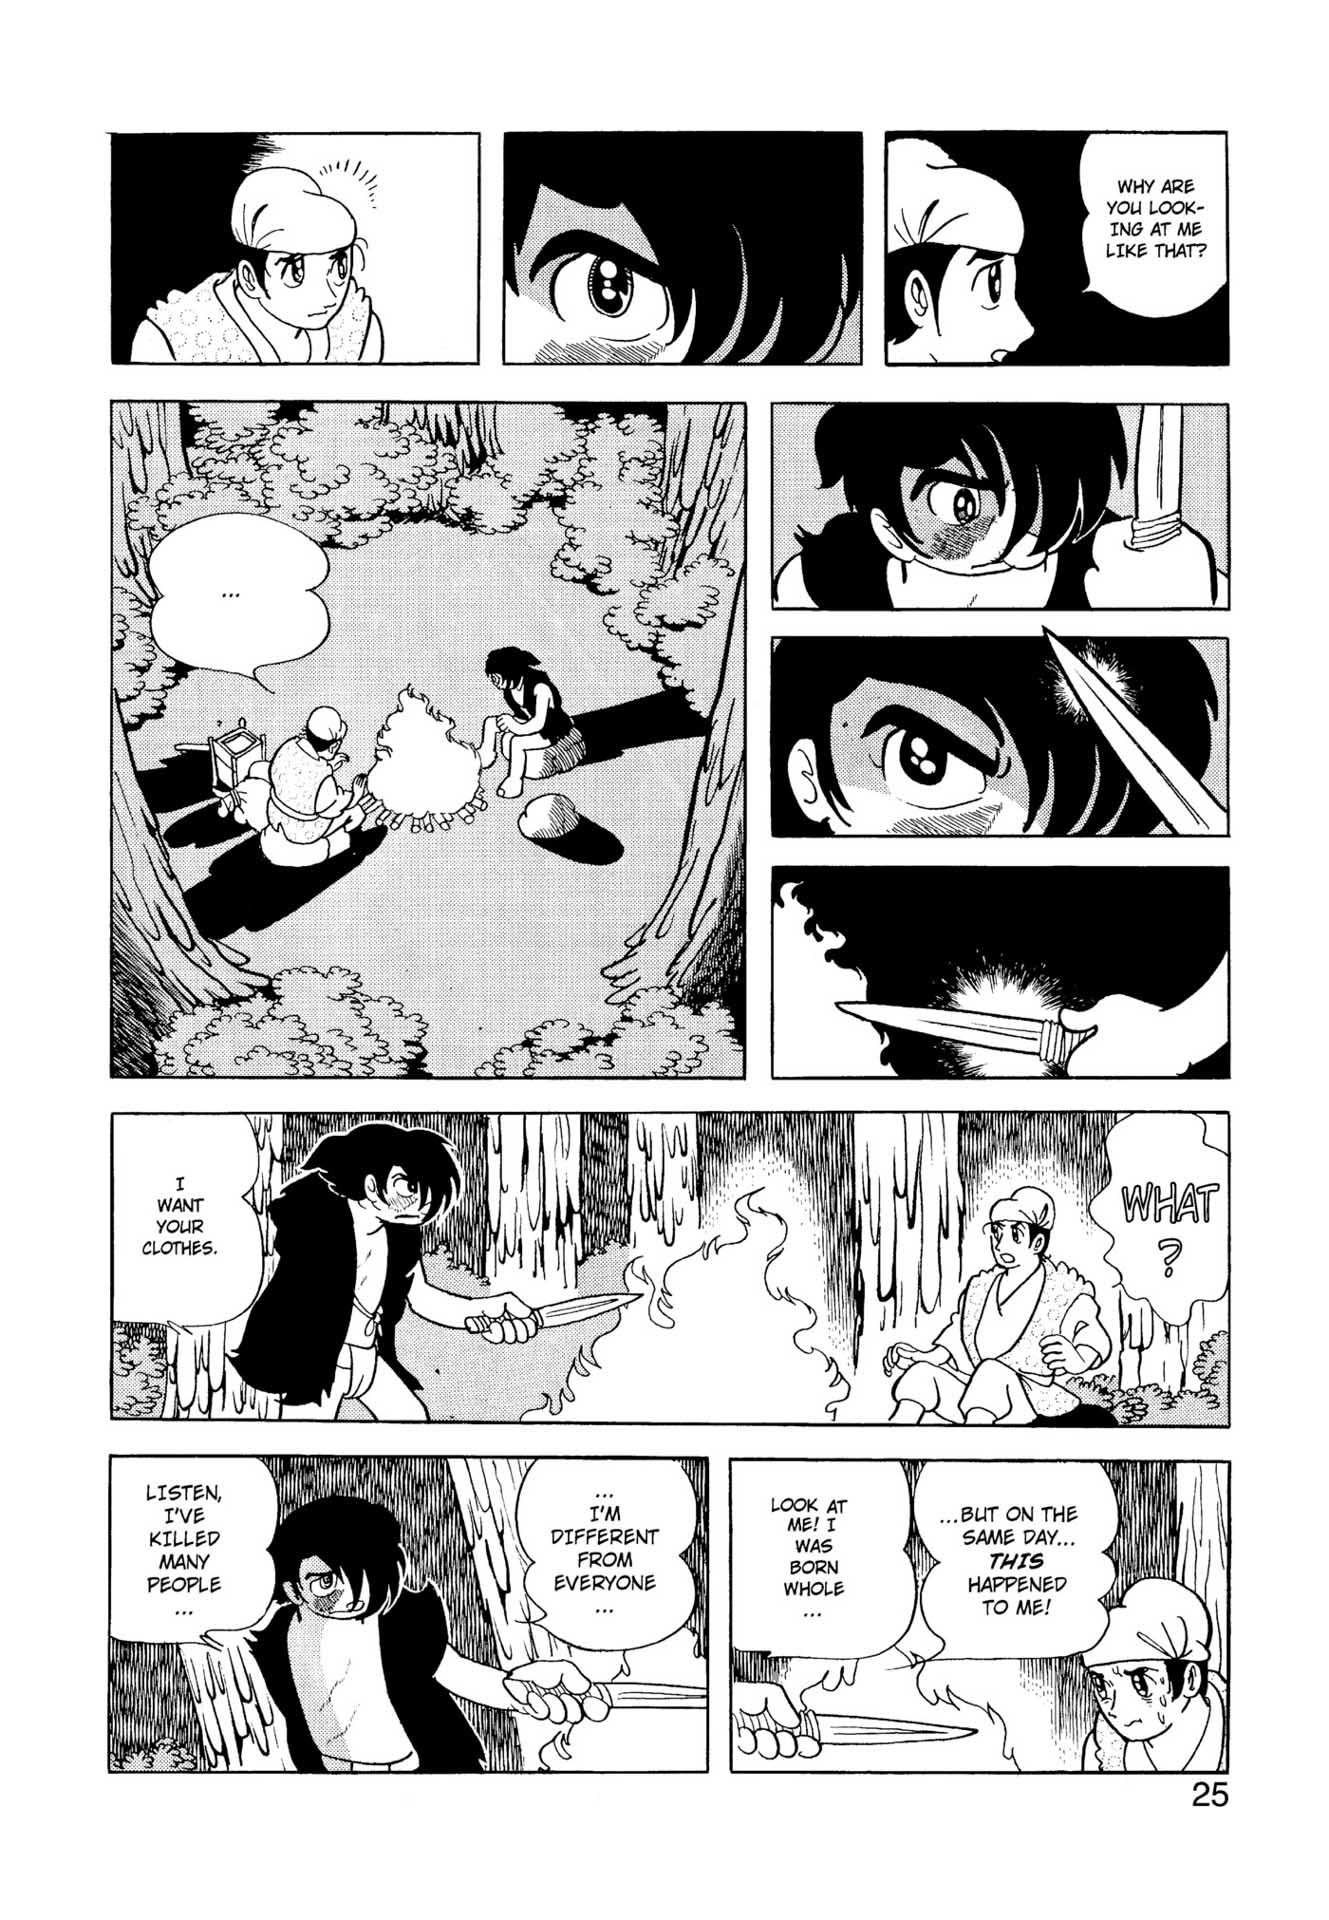 WHY ARE
YOU LOOK-
ING AT ME
LIKE THAT?
...
I
WANT
YOUR
CLOTHES.
WHAT
?
LISTEN,
I'VE
KILLED
MANY
PEOPLE
...
...
I'M
DIFFERENT
FROM
EVERYONE
...
LOOK AT
ME! I
WAS
BORN
WHOLE
...
...BUT ON THE
SAME DAY...
THIS
HAPPENED
TO ME!
25